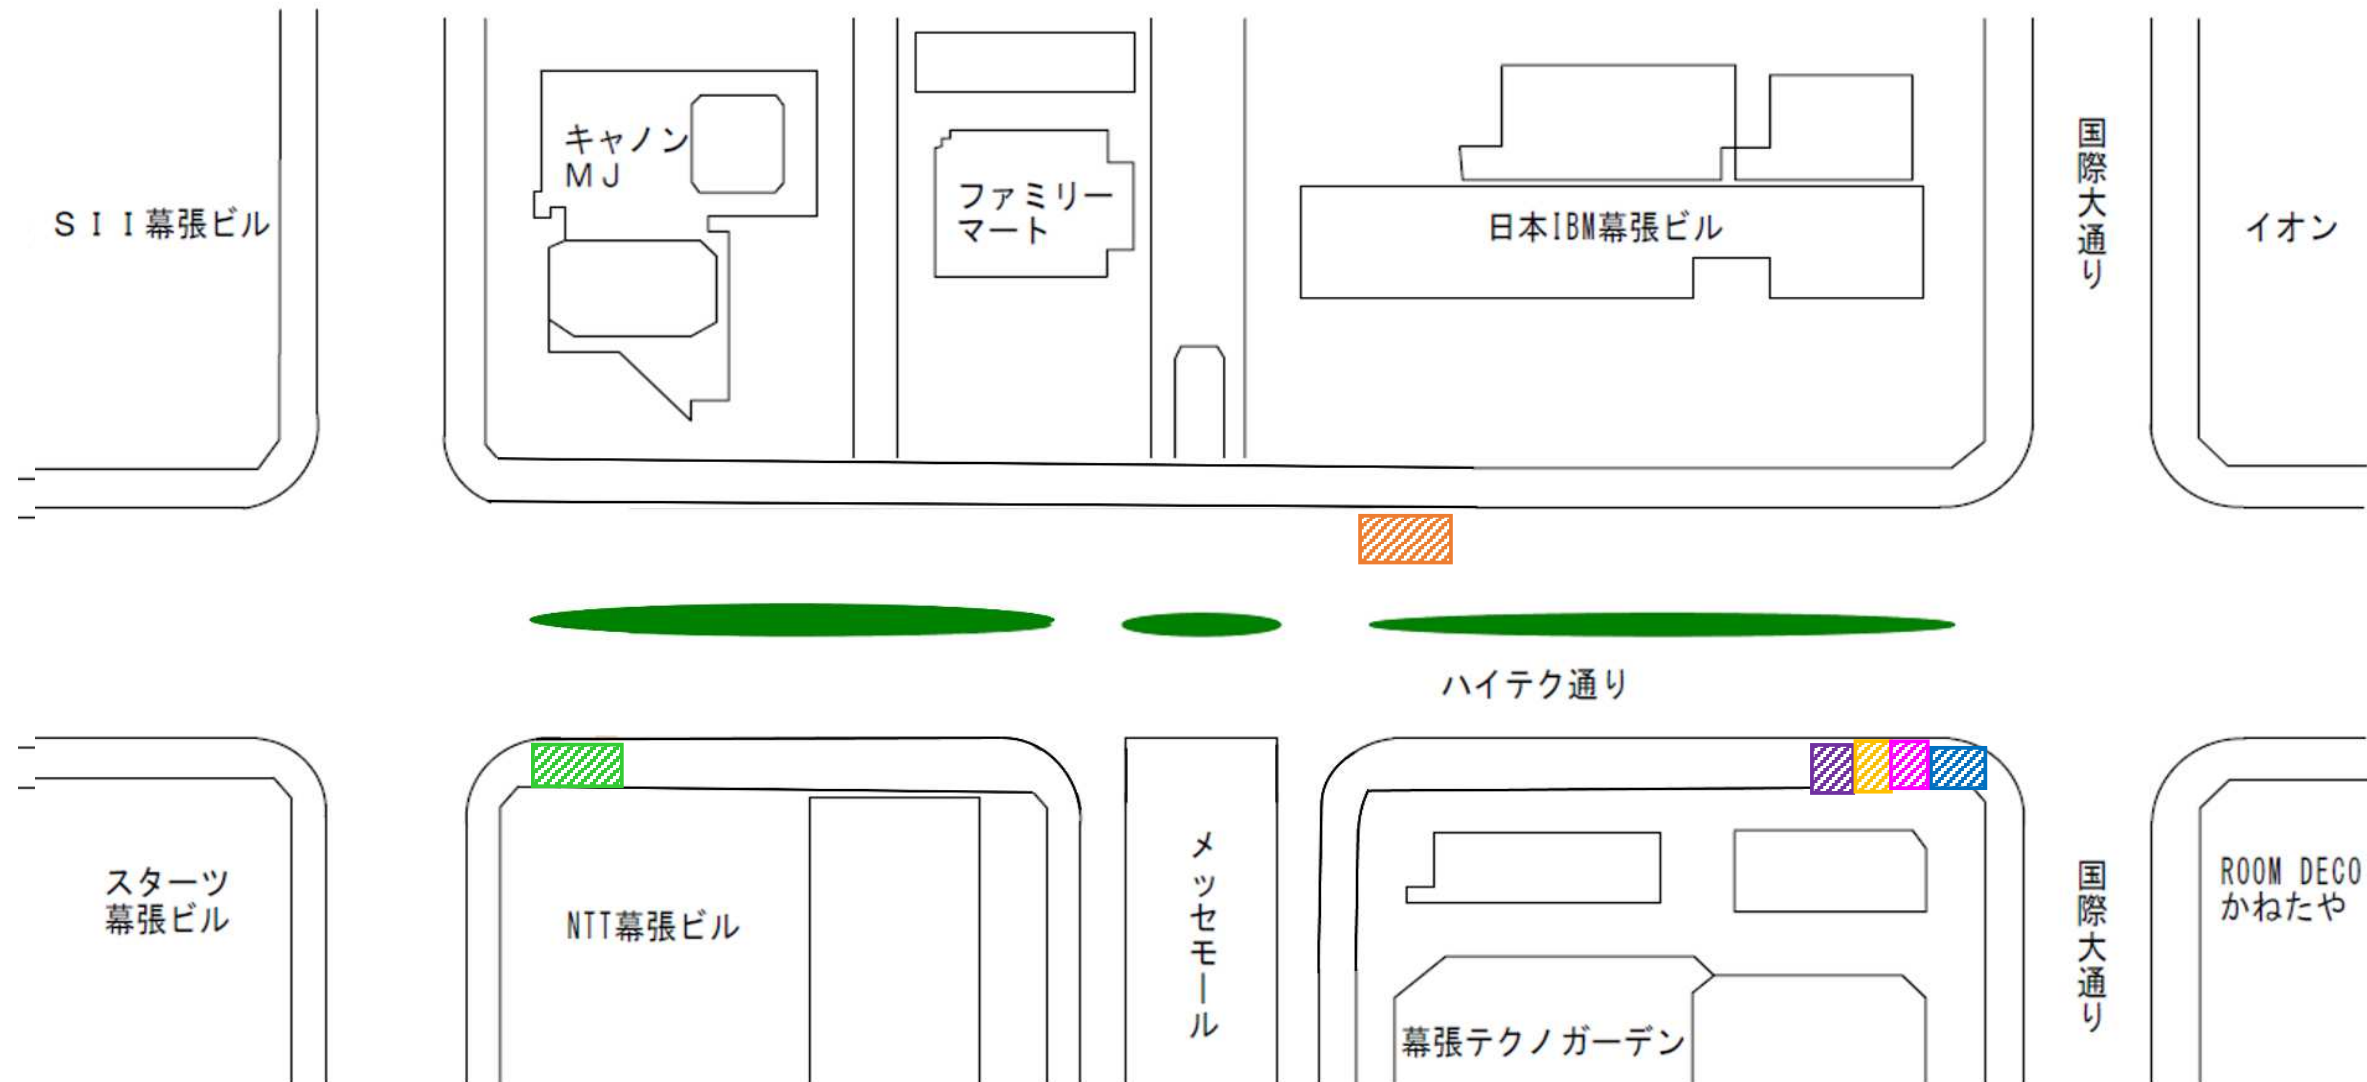 キャノン
ＭＪ
ＳＩＩ幕張ビル
ファミリー
マート
日本IBM幕張ビル
国際大通り
イオン
ハイテク通り
スターツ
幕張ビル
NTT幕張ビル
メッセモール
幕張テクノガーデン
国際大通り
ROOM DECO
かねたや